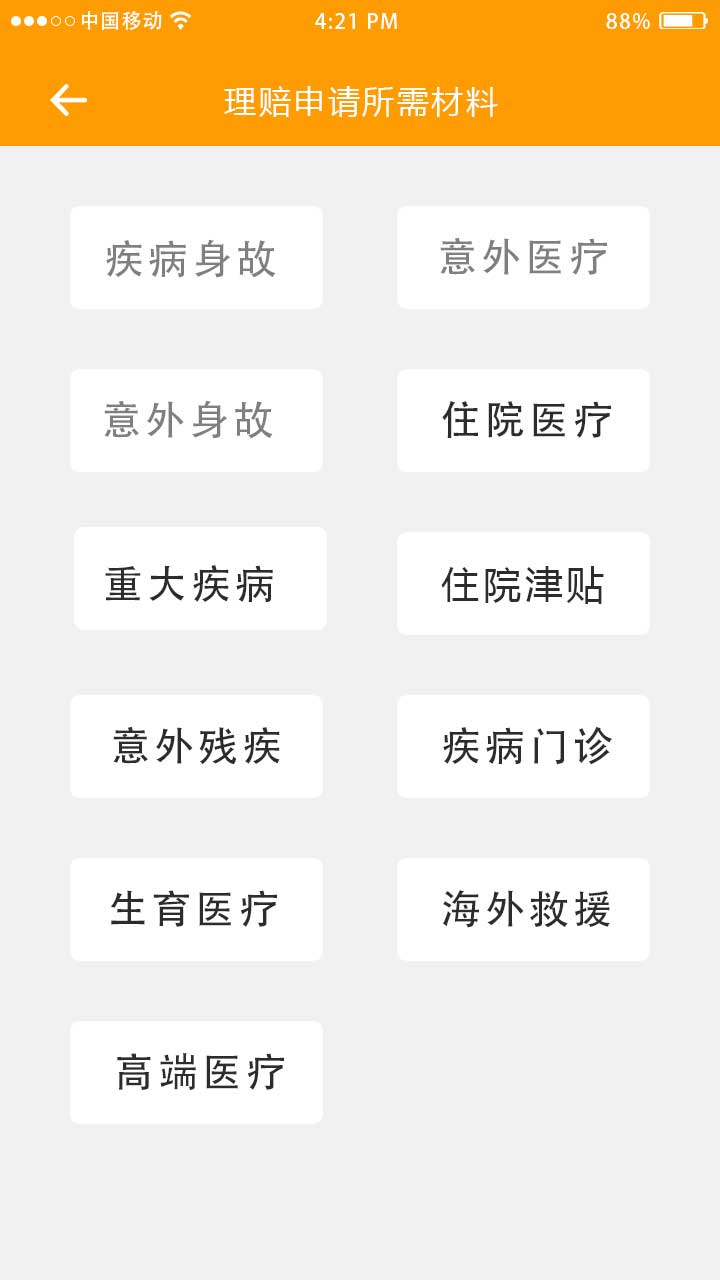 中国移动 4:21 PM 88%
理赔申请所需材料
疾病身故 意外医疗
意外身故 住院医疗
重大疾病 住院津贴
意外残疾 疾病门诊
生育医疗 海外救援
高端医疗